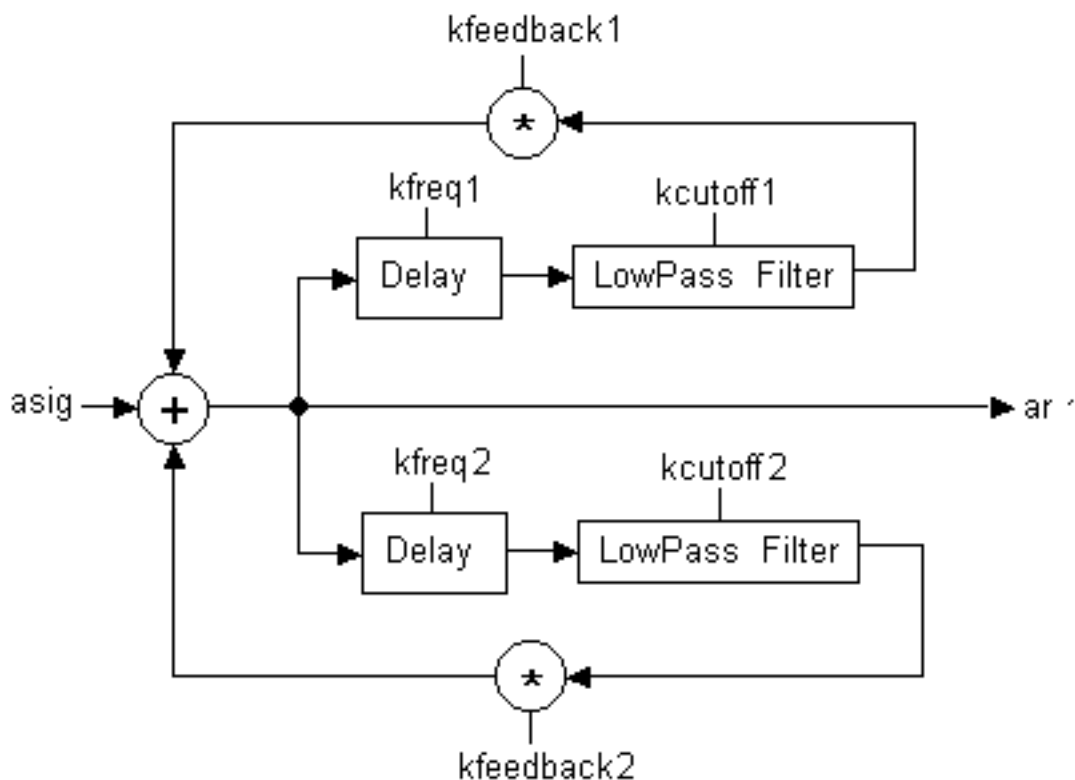 kfeedback1
*
kfreq1
kcutoff1
Delay
LowPass Filter
asig
+
ar
kfreq2
kcutoff2
Delay
LowPass Filter
*
kfeedback2